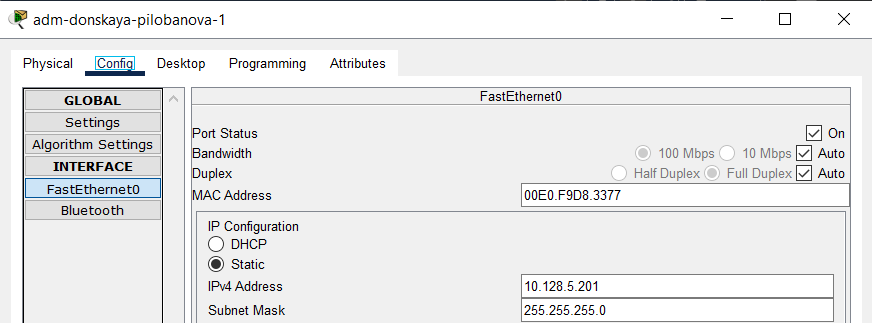 adm-donskaya-pilobanova-1
Physical Config Desktop Programming Attributes
GLOBAL
Settings
Algorithm Settings
INTERFACE
FastEthernet0
Bluetooth
FastEthernet0
Port Status On
Bandwidth 100 Mbps 10 Mbps Auto
Duplex Half Duplex Full Duplex Auto
MAC Address 00E0.F9D8.3377
IP Configuration
DHCP
Static
IPv4 Address 10.128.5.201
Subnet Mask 255.255.255.0